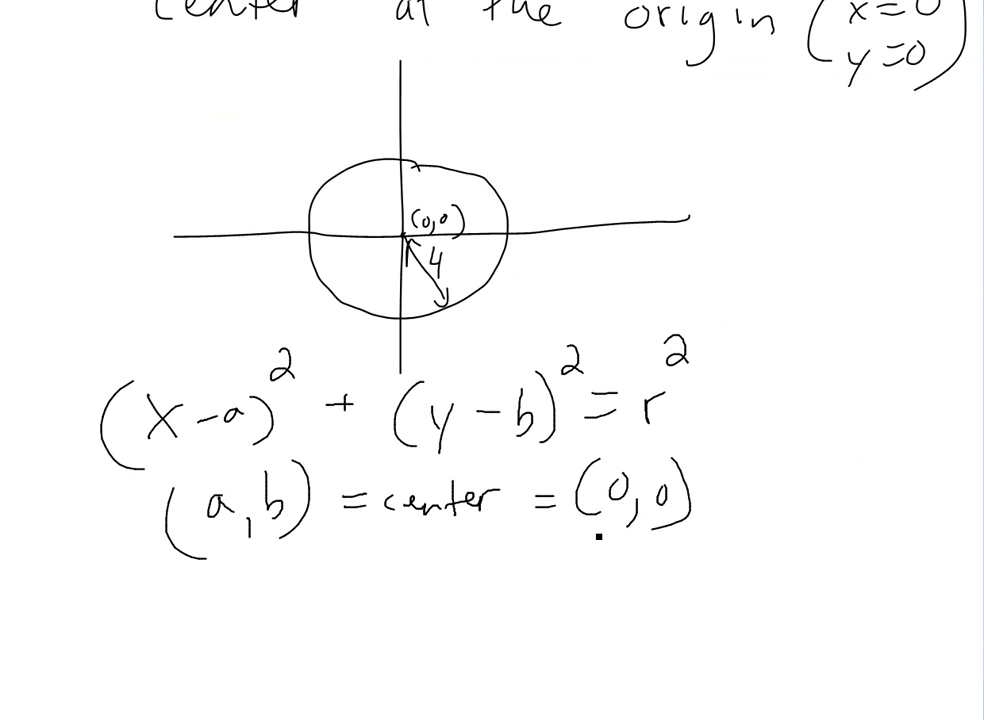 center at the origin (x=0
y=0)
(0,0)
4
(x-a)² + (y-b)² = r²
(a,b) = center = (0,0)